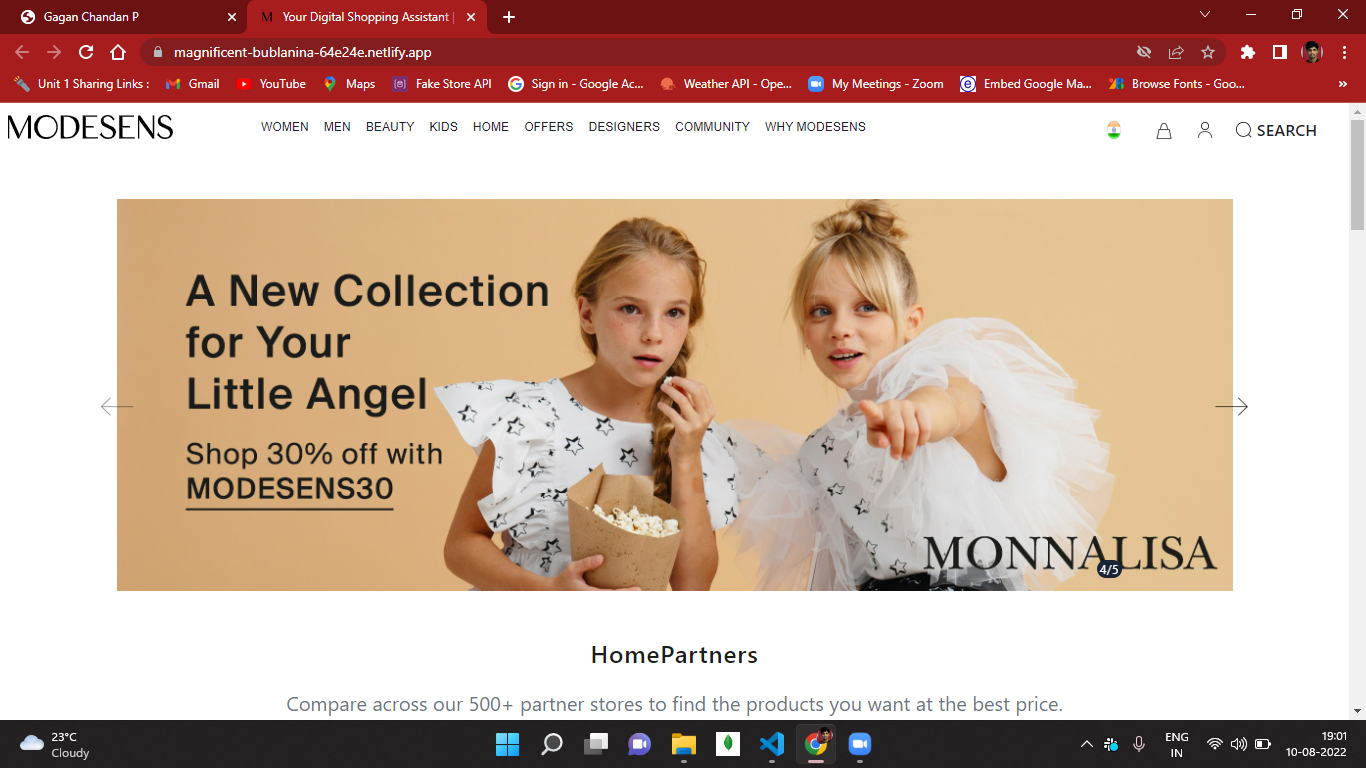 Gagan Chandan P
M Your Digital Shopping Assistant |
magnificent-bublanina-64e24e.netlify.app
Unit 1 Sharing Links :
Gmail
YouTube
Maps
Fake Store API
Sign in - Google Ac...
Weather API - Ope...
My Meetings - Zoom
Embed Google Ma...
Browse Fonts - Goo...
»
MODESENS
WOMEN MEN BEAUTY KIDS HOME OFFERS DESIGNERS COMMUNITY WHY MODESENS
SEARCH
A New Collection
for Your
Little Angel
Shop 30% off with
MODESENS30
MONNALISA
4/5
HomePartners
Compare across our 500+ partner stores to find the products you want at the best price.
23°C
Cloudy
ENG
IN
19:01
10-08-2022